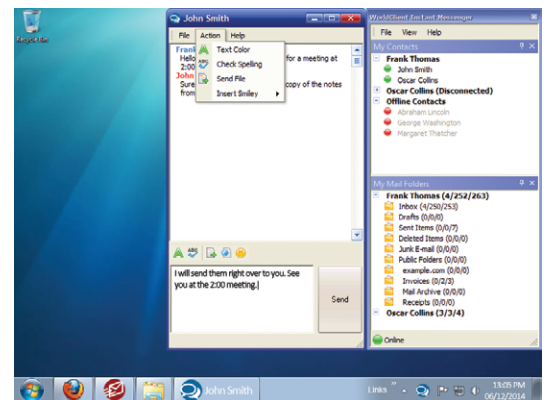 Recycle Bin
John Smith
File Action Help
Text Color
Check Spelling
Send File
Insert Smiley
Frank
Hello for a meeting at
2:00
John
Sure copy of the notes
from
I will send them right over to you. See
you at the 2:00 meeting.
Send
WorldClient Instant Messenger
File View Help
My Contacts
Frank Thomas
John Smith
Oscar Collins
Oscar Collins (Disconnected)
Offline Contacts
Abraham Lincoln
George Washington
Margaret Thatcher
My Mail Folders
Frank Thomas (4/252/263)
Inbox (4/250/253)
Drafts (0/0/0)
Sent Items (0/0/7)
Deleted Items (0/0/0)
Junk E-mail (0/0/0)
Public Folders (0/0/0)
example.com (0/0/0)
Invoices (0/2/3)
Mail Archive (0/0/0)
Receipts (0/0/0)
Oscar Collins (3/3/4)
Online
John Smith
Links
13:05 PM
06/12/2014